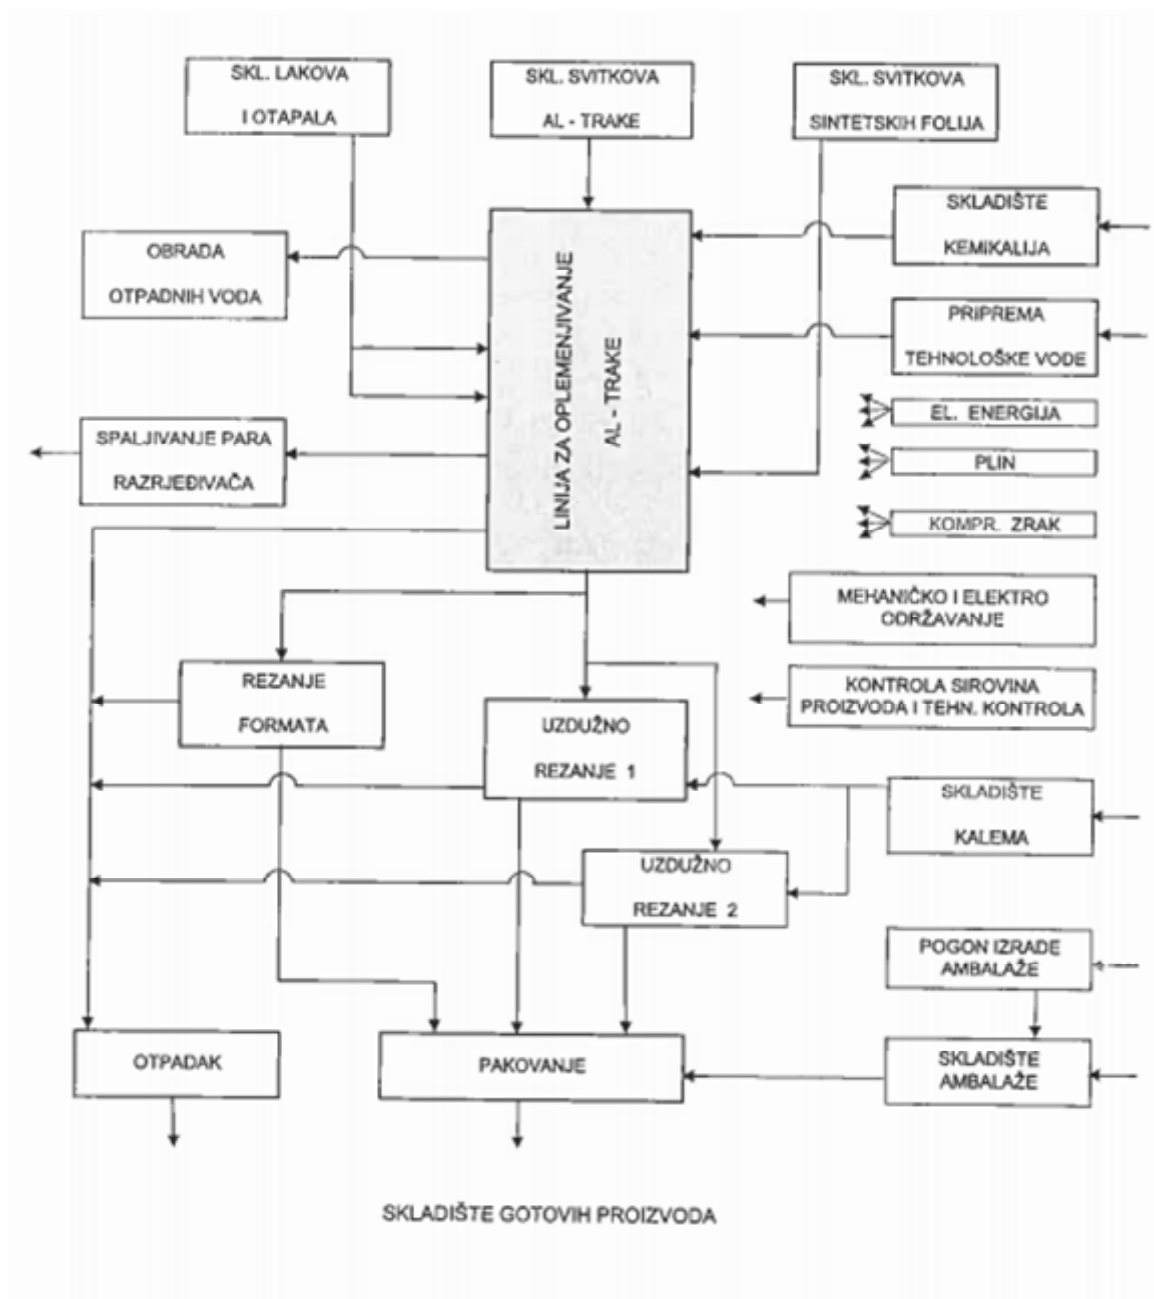 SKL. LAKOVA
I OTAPALA
SKL. SVITKOVA
AL - TRAKE
SKL. SVITKOVA
SINTETSKIH FOLIJA
SKLADIŠTE
KEMIKALIJA
OBRADA
OTPADNIH VODA
LINIJA ZA OPLEMENJIVANJE
AL - TRAKE
PRIPREMA
TEHNOLOŠKE VODE
EL. ENERGIJA
SPALJIVANJE PARA
RAZRJEĐIVAČA
PLIN
KOMPR. ZRAK
MEHANIČKO I ELEKTRO
ODRŽAVANJE
REZANJE
FORMATA
KONTROLA SIROVINA
PROIZVODA I TEHN. KONTROLA
UZDUŽNO
REZANJE 1
SKLADIŠTE
KALEMA
UZDUŽNO
REZANJE 2
POGON IZRADE
AMBALAŽE
OTPADAK
PAKOVANJE
SKLADIŠTE
AMBALAŽE
SKLADIŠTE GOTOVIH PROIZVODA